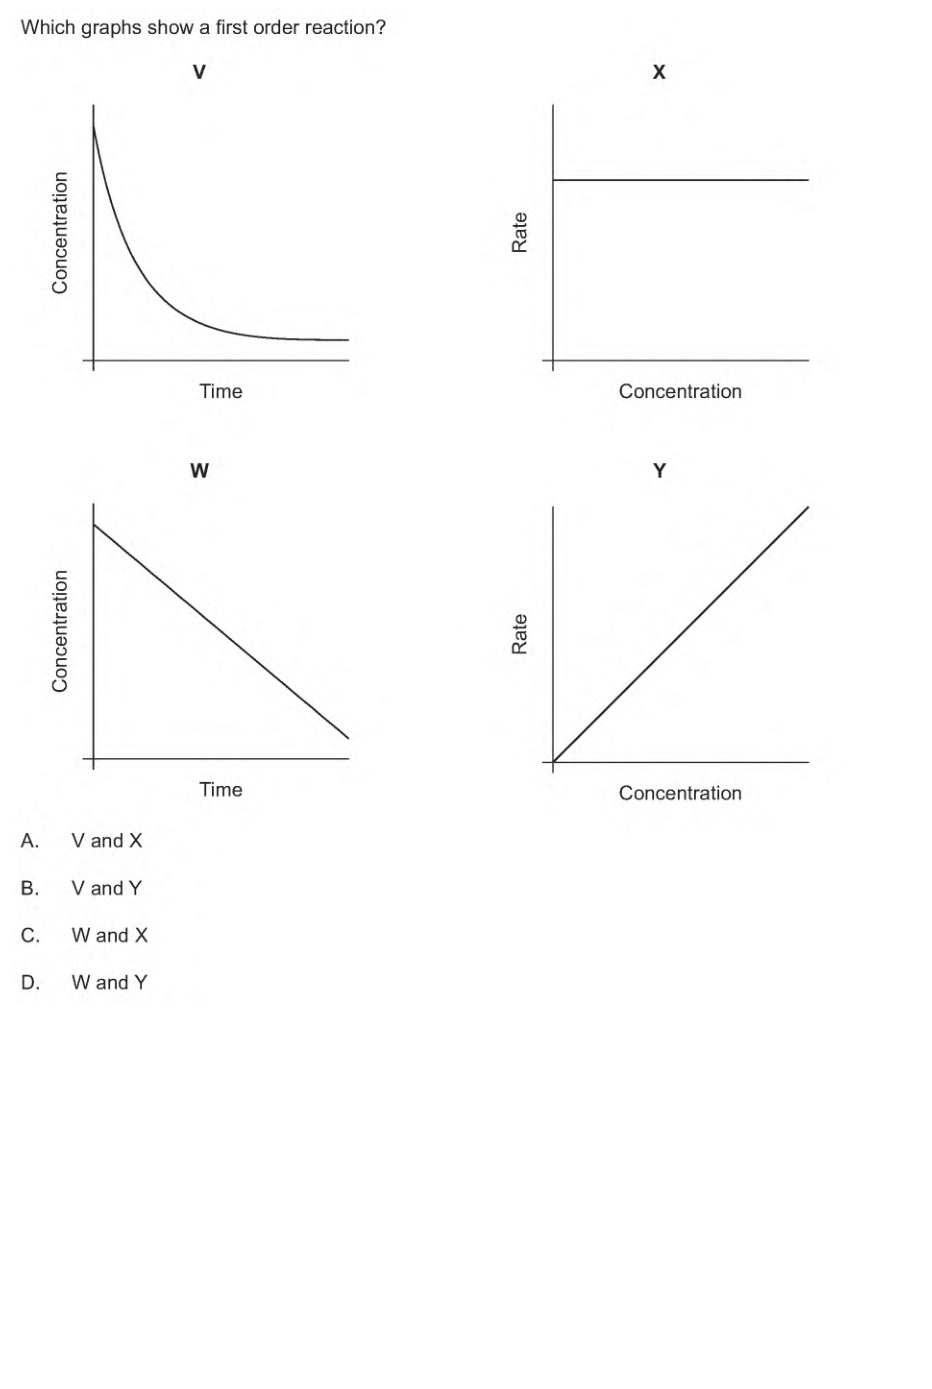 Which graphs show a first order reaction?
V
Concentration
Time
X
Rate
Concentration
W
Concentration
Time
Y
Rate
Concentration
A. V and X
B. V and Y
C. W and X
D. W and Y